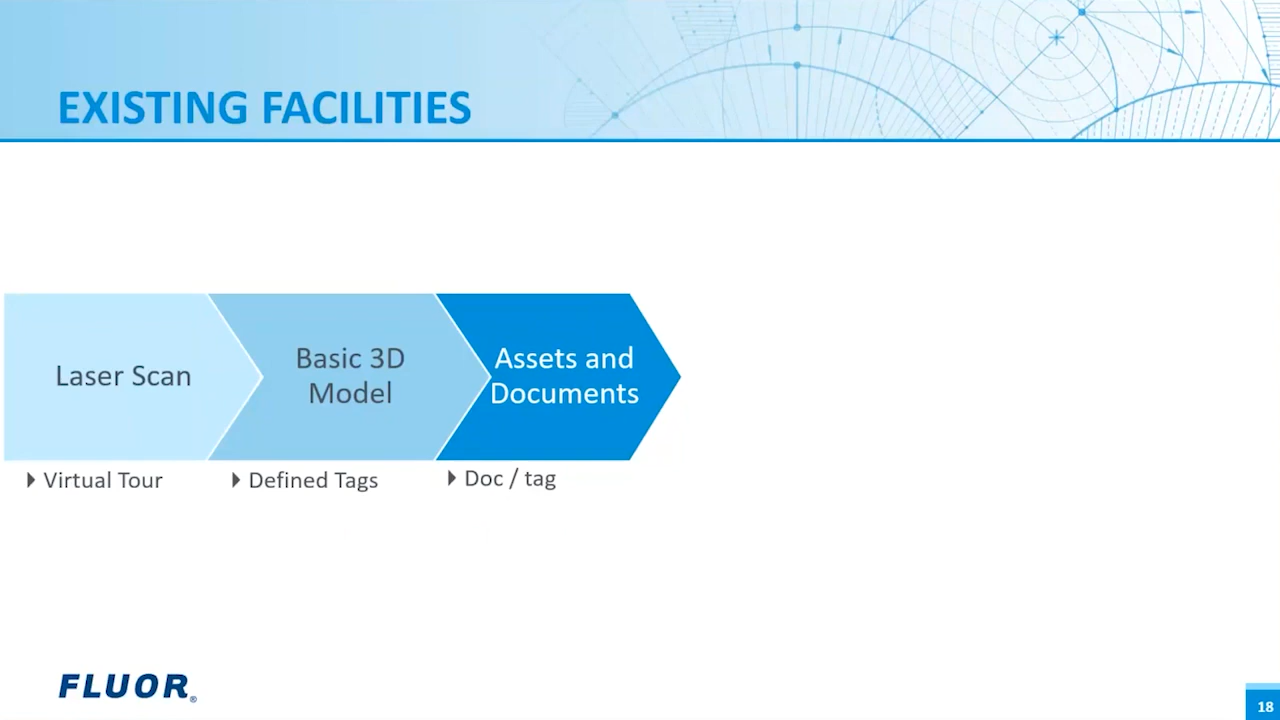 EXISTING FACILITIES
Laser Scan
Basic 3D
Model
Assets and
Documents
Virtual Tour
Defined Tags
Doc / tag
FLUOR®
18